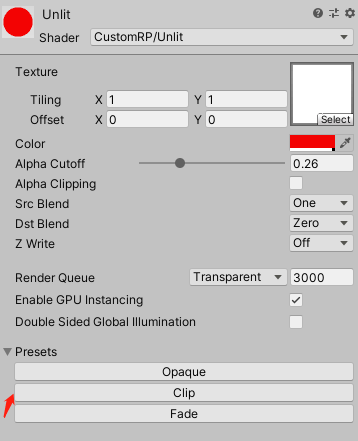 Unlit
Shader CustomRP/Unlit
Texture
Tiling X 1 Y 1
Offset X 0 Y 0
Select
Color
Alpha Cutoff 0.26
Alpha Clipping
Src Blend One
Dst Blend Zero
Z Write Off
Render Queue Transparent 3000
Enable GPU Instancing
Double Sided Global Illumination
Presets
Opaque
Clip
Fade